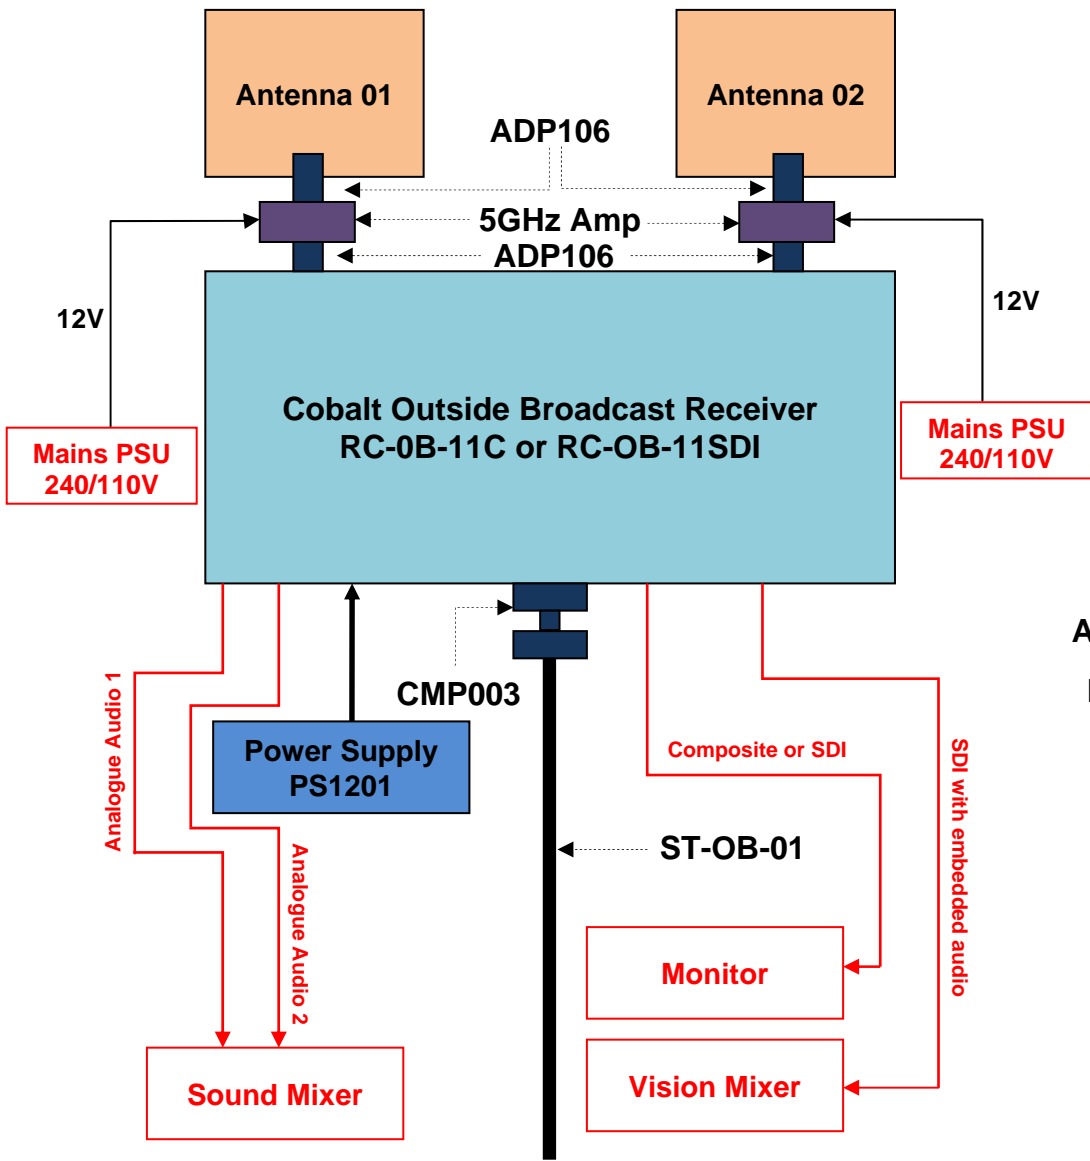 Antenna 01
Antenna 02
ADP106
5GHz Amp
ADP106
12V
12V
Cobalt Outside Broadcast Receiver
RC-0B-11C or RC-OB-11SDI
Mains PSU
240/110V
Mains PSU
240/110V
A
CMP003
Analogue Audio 1
Power Supply
PS1201
Composite or SDI
SDI with embedded audio
Analogue Audio 2
ST-OB-01
Monitor
Sound Mixer
Vision Mixer